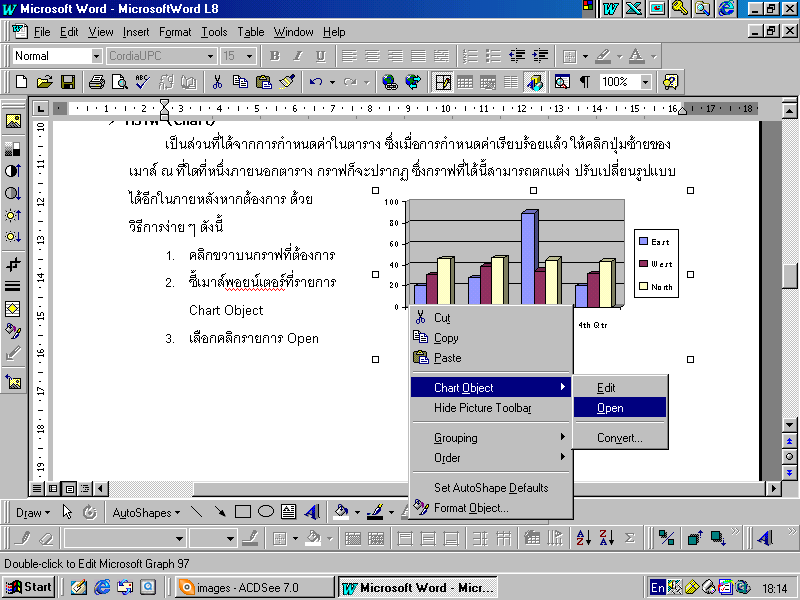 Microsoft Word - MicrosoftWord L8
File Edit View Insert Format Tools Table Window Help
Normal CordiaUPC 15 B I U
100%
เป็นส่วนที่ได้จากการกำหนดค่าในตาราง ซึ่งเมื่อการกำหนดค่าเรียบร้อยแล้ว ให้คลิกปุ่มซ้ายของ
เมาส์ ณ ที่ใดที่หนึ่งภายนอกตาราง กราฟก็จะปรากฏ ซึ่งกราฟที่ได้นี้สามารถตกแต่ง ปรับเปลี่ยนรูปแบบ
ได้อีกในภายหลังหากต้องการ ด้วย
วิธีการง่าย ๆ ดังนี้
1. คลิกขวาบนกราฟที่ต้องการ
2. ชี้เมาส์พอยน์เตอร์ที่รายการ
Chart Object
3. เลือกคลิกรายการ Open
100
80
60
40
20
0
East
West
North
4th Qtr
Cut
Copy
Paste
Chart Object
Hide Picture Toolbar
Grouping
Order
Set AutoShape Defaults
Format Object...
Edit
Open
Convert...
Draw AutoShapes
Double-click to Edit Microsoft Graph 97
Start images - ACDSee 7.0 Microsoft Word - Micr... En 18:14